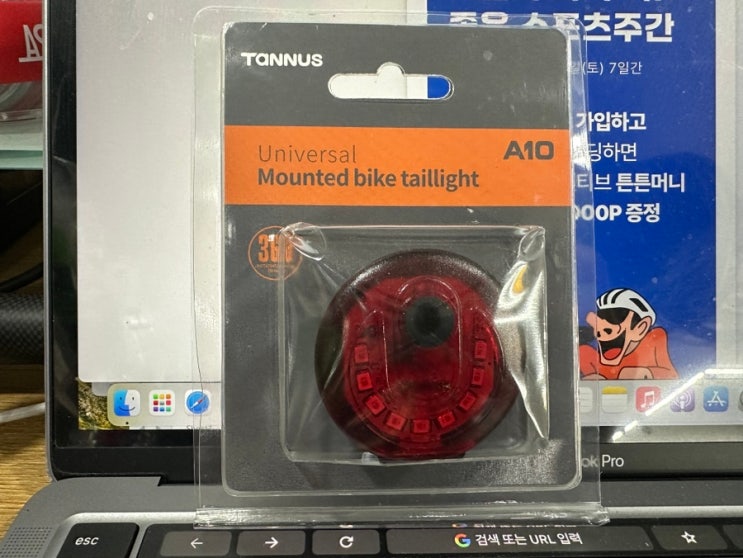 좋은 스포츠주간
(토) 7일간
가입하고
딩하면
티브 튼튼머니
000P 증정
TANNUS
A10
Universal
Mounted bike taillight
360
ok Pro
esc
검색 또는 URL 입력